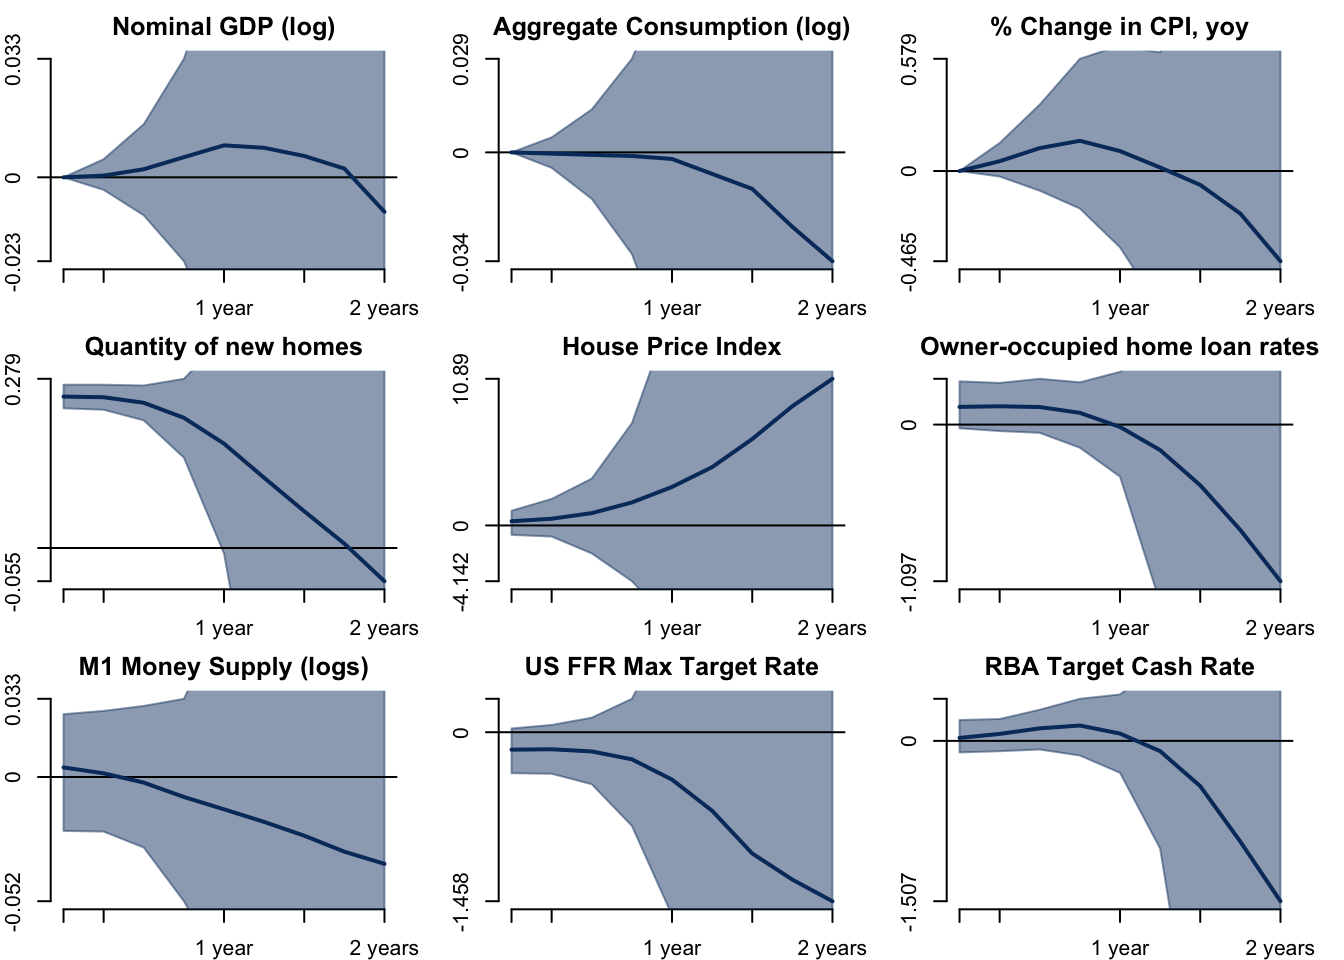 Nominal GDP (log)
0.033
0
-0.023
1 year
2 years
Aggregate Consumption (log)
0.029
0
-0.034
1 year
2 years
% Change in CPI, yoy
0.579
0
-0.465
1 year
2 years
Quantity of new homes
0.279
-0.055
1 year
2 years
House Price Index
10.89
0
-4.142
1 year
2 years
Owner-occupied home loan rates
0
-1.097
1 year
2 years
M1 Money Supply (logs)
0.033
0
-0.052
1 year
2 years
US FFR Max Target Rate
0
-1.458
1 year
2 years
RBA Target Cash Rate
0
-1.507
1 year
2 years